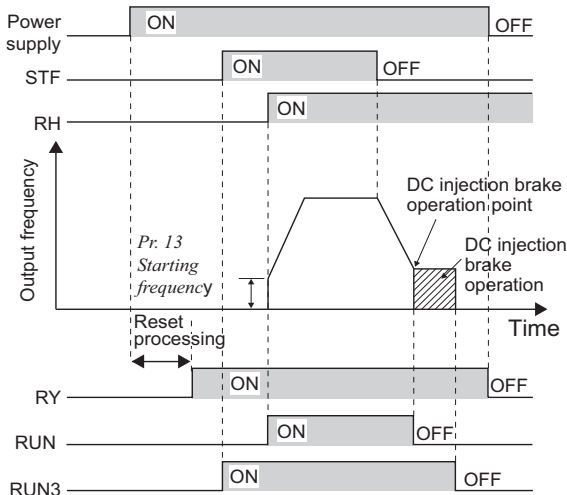 Power
supply
ON
OFF
STF
ON
OFF
RH
ON
Output frequency
DC injection brake
operation point
DC injection
brake
operation
Pr. 13
Starting
frequency
Time
Reset
processing
RY
ON
OFF
RUN
ON
OFF
RUN3
ON
OFF